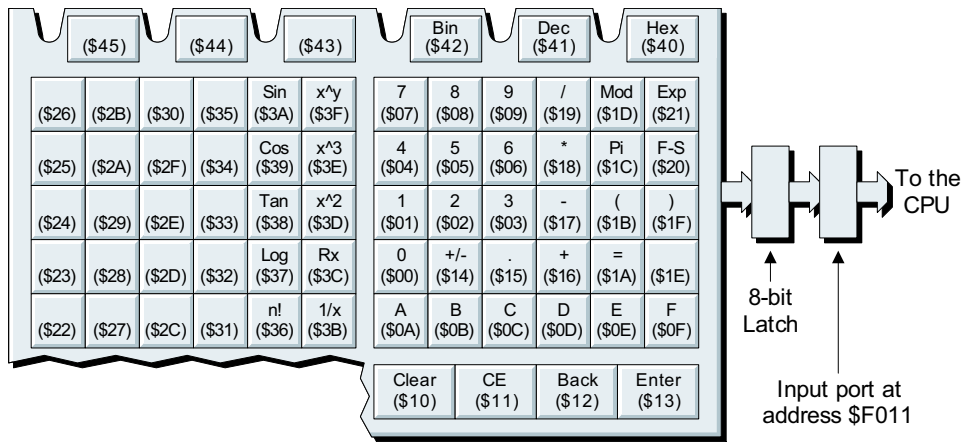 Bin Dec Hex
($45) ($44) ($43) ($42) ($41) ($40)
Sin x^y 7 8 9 / Mod Exp
($26) ($2B) ($30) ($35) ($3A) ($3F) ($07) ($08) ($09) ($19) ($1D) ($21)
Cos x^3 4 5 6 * Pi F-S
($25) ($2A) ($2F) ($34) ($39) ($3E) ($04) ($05) ($06) ($18) ($1C) ($20)
Tan x^2 1 2 3 - ( )
($24) ($29) ($2E) ($33) ($38) ($3D) ($01) ($02) ($03) ($17) ($1B) ($1F)
Log Rx 0 +/- . + =
($23) ($28) ($2D) ($32) ($37) ($3C) ($00) ($14) ($15) ($16) ($1A) ($1E)
n! 1/x A B C D E F
($22) ($27) ($2C) ($31) ($36) ($3B) ($0A) ($0B) ($0C) ($0D) ($0E) ($0F)
Clear CE Back Enter
($10) ($11) ($12) ($13)
To the
CPU
8-bit
Latch
Input port at
address $F011